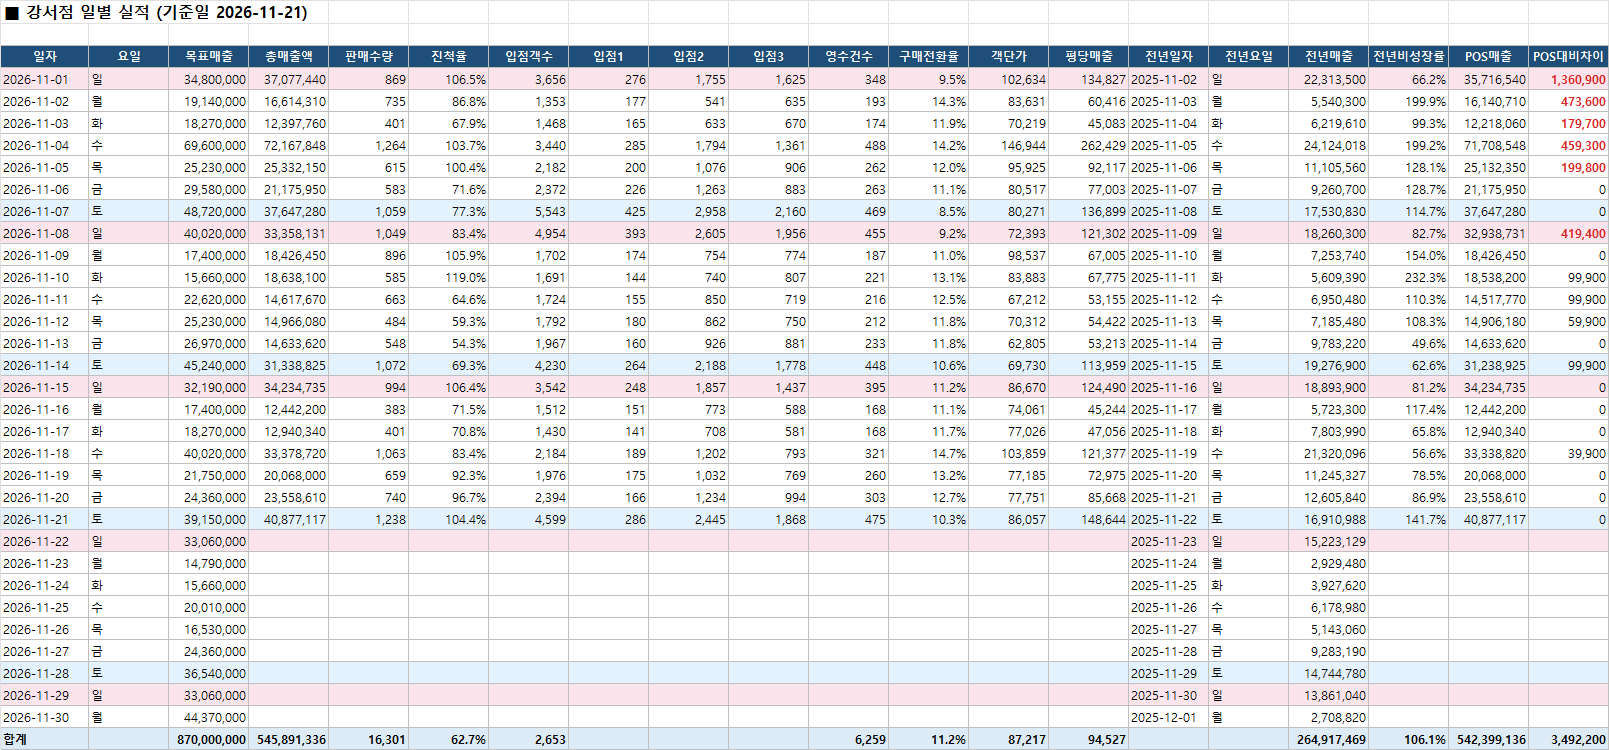 ■ 강서점 일별 실적 (기준일 2026-11-21)
일자 요일 목표매출 총매출액 판매수량 진척율 입점객수 입점1 입점2 입점3 영수건수 구매전환율 객단가 평당매출 전년일자 전년요일 전년매출 전년비성장률 POS매출 POS대비차이
2026-11-01 일 34,800,000 37,077,440 869 106.5% 3,656 276 1,755 1,625 348 9.5% 102,634 134,827 2025-11-02 일 22,313,500 66.2% 35,716,540 1,360,900
2026-11-02 월 19,140,000 16,614,310 735 86.8% 1,353 177 541 635 193 14.3% 83,631 60,416 2025-11-03 월 5,540,300 199.9% 16,140,710 473,600
2026-11-03 화 18,270,000 12,397,760 401 67.9% 1,468 165 633 670 174 11.9% 70,219 45,083 2025-11-04 화 6,219,610 99.3% 12,218,060 179,700
2026-11-04 수 69,600,000 72,167,848 1,264 103.7% 3,440 285 1,794 1,361 488 14.2% 146,944 262,429 2025-11-05 수 24,124,018 199.2% 71,708,548 459,300
2026-11-05 목 25,230,000 25,332,150 615 100.4% 2,182 200 1,076 906 262 12.0% 95,925 92,117 2025-11-06 목 11,105,560 128.1% 25,132,350 199,800
2026-11-06 금 29,580,000 21,175,950 583 71.6% 2,372 226 1,263 883 263 11.1% 80,517 77,003 2025-11-07 금 9,260,700 128.7% 21,175,950 0
2026-11-07 토 48,720,000 37,647,280 1,059 77.3% 5,543 425 2,958 2,160 469 8.5% 80,271 136,899 2025-11-08 토 17,530,830 114.7% 37,647,280 0
2026-11-08 일 40,020,000 33,358,131 1,049 83.4% 4,954 393 2,605 1,956 455 9.2% 72,393 121,302 2025-11-09 일 18,260,300 82.7% 32,938,731 419,400
2026-11-09 월 17,400,000 18,426,450 896 105.9% 1,702 174 754 774 187 11.0% 98,537 67,005 2025-11-10 월 7,253,740 154.0% 18,426,450 0
2026-11-10 화 15,660,000 18,638,100 585 119.0% 1,691 144 740 807 221 13.1% 83,883 67,775 2025-11-11 화 5,609,390 232.3% 18,538,200 99,900
2026-11-11 수 22,620,000 14,617,670 663 64.6% 1,724 155 850 719 216 12.5% 67,212 53,155 2025-11-12 수 6,950,480 110.3% 14,517,770 99,900
2026-11-12 목 25,230,000 14,966,080 484 59.3% 1,792 180 862 750 212 11.8% 70,312 54,422 2025-11-13 목 7,185,480 108.3% 14,906,180 59,900
2026-11-13 금 26,970,000 14,633,620 548 54.3% 1,967 160 926 881 233 11.8% 62,805 53,213 2025-11-14 금 9,783,220 49.6% 14,633,620 0
2026-11-14 토 45,240,000 31,338,825 1,072 69.3% 4,230 264 2,188 1,778 448 10.6% 69,730 113,959 2025-11-15 토 19,276,900 62.6% 31,238,925 99,900
2026-11-15 일 32,190,000 34,234,735 994 106.4% 3,542 248 1,857 1,437 395 11.2% 86,670 124,490 2025-11-16 일 18,893,900 81.2% 34,234,735 0
2026-11-16 월 17,400,000 12,442,200 383 71.5% 1,512 151 773 588 168 11.1% 74,061 45,244 2025-11-17 월 5,723,300 117.4% 12,442,200 0
2026-11-17 화 18,270,000 12,940,340 401 70.8% 1,430 141 708 581 168 11.7% 77,026 47,056 2025-11-18 화 7,803,990 65.8% 12,940,340 0
2026-11-18 수 40,020,000 33,378,720 1,063 83.4% 2,184 189 1,202 793 321 14.7% 103,859 121,377 2025-11-19 수 21,320,096 56.6% 33,338,820 39,900
2026-11-19 목 21,750,000 20,068,000 659 92.3% 1,976 175 1,032 769 260 13.2% 77,185 72,975 2025-11-20 목 11,245,327 78.5% 20,068,000 0
2026-11-20 금 24,360,000 23,558,610 740 96.7% 2,394 166 1,234 994 303 12.7% 77,751 85,668 2025-11-21 금 12,605,840 86.9% 23,558,610 0
2026-11-21 토 39,150,000 40,877,117 1,238 104.4% 4,599 286 2,445 1,868 475 10.3% 86,057 148,644 2025-11-22 토 16,910,988 141.7% 40,877,117 0
2026-11-22 일 33,060,000 2025-11-23 일 15,223,129
2026-11-23 월 14,790,000 2025-11-24 월 2,929,480
2026-11-24 화 15,660,000 2025-11-25 화 3,927,620
2026-11-25 수 20,010,000 2025-11-26 수 6,178,980
2026-11-26 목 16,530,000 2025-11-27 목 5,143,060
2026-11-27 금 24,360,000 2025-11-28 금 9,283,190
2026-11-28 토 36,540,000 2025-11-29 토 14,744,780
2026-11-29 일 33,060,000 2025-11-30 일 13,861,040
2026-11-30 월 44,370,000 2025-12-01 월 2,708,820
합계 870,000,000 545,891,336 16,301 62.7% 2,653 6,259 11.2% 87,217 94,527 264,917,469 106.1% 542,399,136 3,492,200